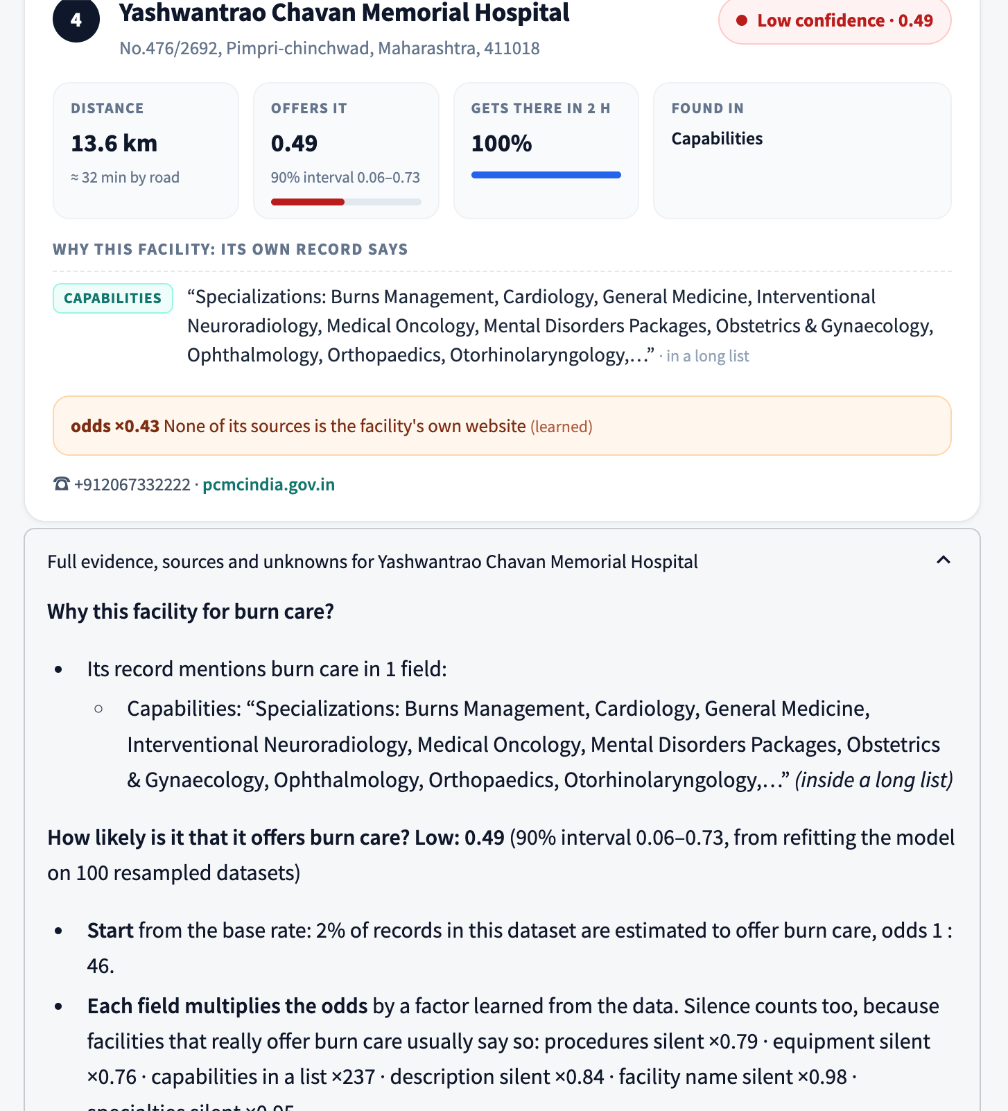 4
Yashwantrao Chavan Memorial Hospital
Low confidence · 0.49
No.476/2692, Pimpri-chinchwad, Maharashtra, 411018
DISTANCE
13.6 km
≈ 32 min by road
OFFERS IT
0.49
90% interval 0.06–0.73
GETS THERE IN 2 H
100%
FOUND IN
Capabilities
WHY THIS FACILITY: ITS OWN RECORD SAYS
CAPABILITIES
“Specializations: Burns Management, Cardiology, General Medicine, Interventional
Neuroradiology, Medical Oncology, Mental Disorders Packages, Obstetrics & Gynaecology,
Ophthalmology, Orthopaedics, Otorhinolaryngology,…” · in a long list
odds ×0.43 None of its sources is the facility's own website (learned)
☎ +912067332222 · pcmcindia.gov.in
Full evidence, sources and unknowns for Yashwantrao Chavan Memorial Hospital
Why this facility for burn care?
• Its record mentions burn care in 1 field:
○ Capabilities: “Specializations: Burns Management, Cardiology, General Medicine,
Interventional Neuroradiology, Medical Oncology, Mental Disorders Packages, Obstetrics
& Gynaecology, Ophthalmology, Orthopaedics, Otorhinolaryngology,…” (inside a long list)
How likely is it that it offers burn care? Low: 0.49 (90% interval 0.06–0.73, from refitting the model
on 100 resampled datasets)
• Start from the base rate: 2% of records in this dataset are estimated to offer burn care, odds 1 :
46.
• Each field multiplies the odds by a factor learned from the data. Silence counts too, because
facilities that really offer burn care usually say so: procedures silent ×0.79 · equipment silent
×0.76 · capabilities in a list ×237 · description silent ×0.84 · facility name silent ×0.98 ·
specialties silent ×0.95